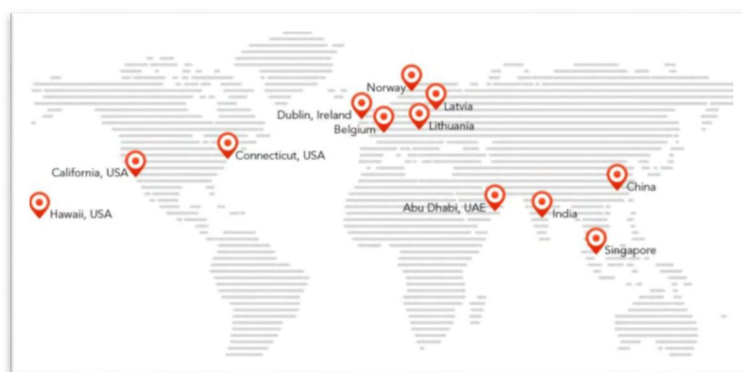 Norway
Latvia
Dublin, Ireland
Belgium
Lithuania
Connecticut, USA
California, USA
China
Abu Dhabi, UAE
India
Hawaii, USA
Singapore